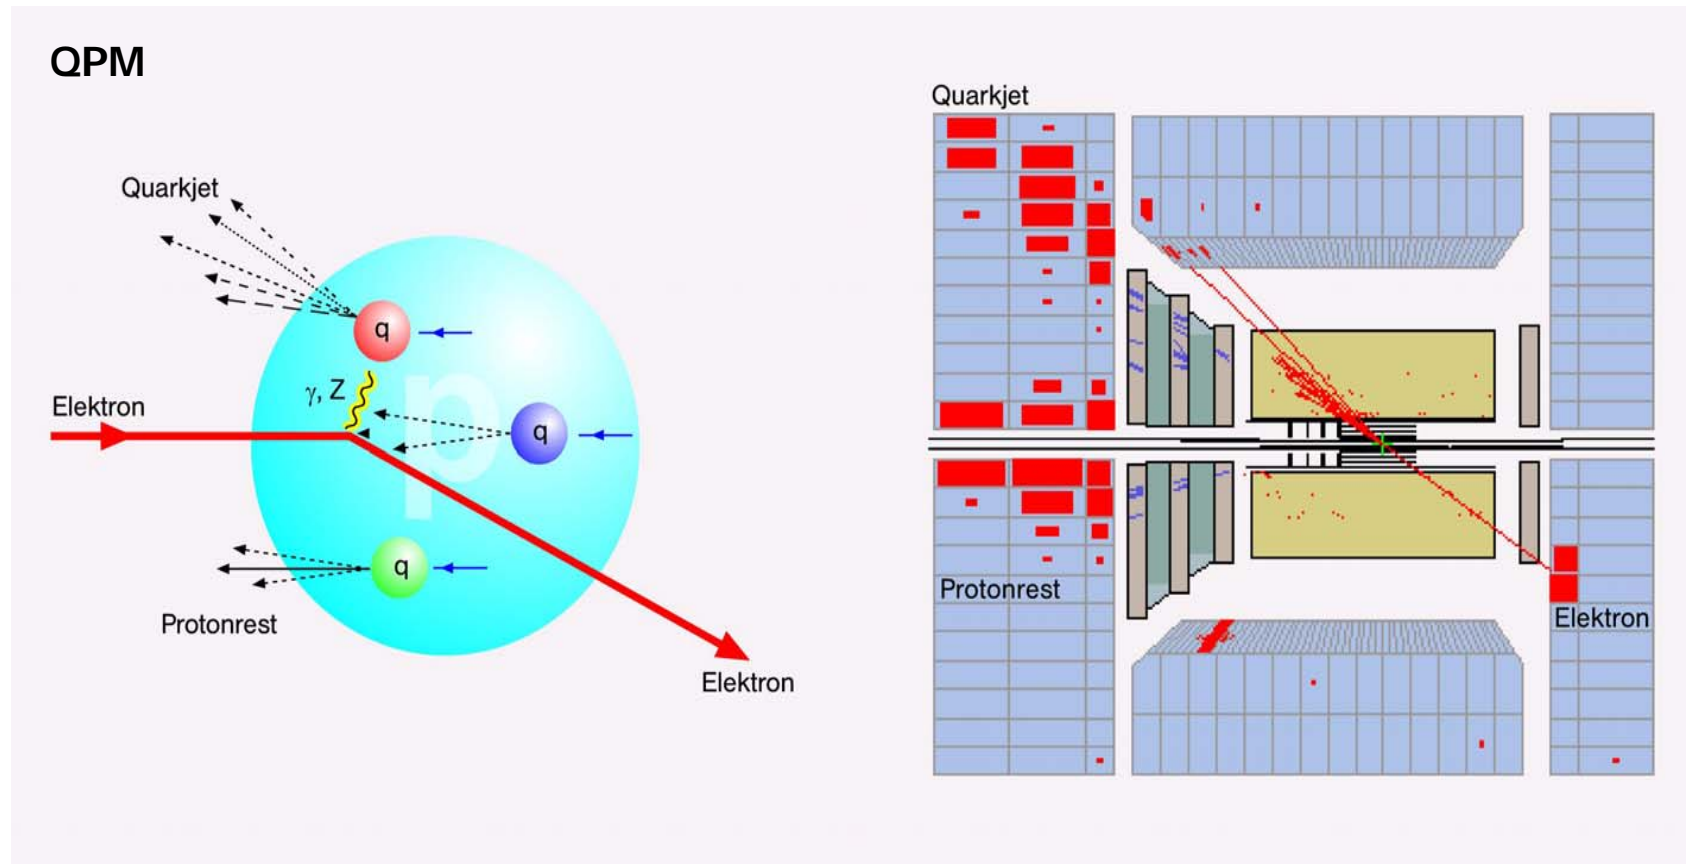 QPM
Quarkjet
q
γ, Z
p
Elektron
q
q
Protonrest
Elektron
Quarkjet
Protonrest
Elektron